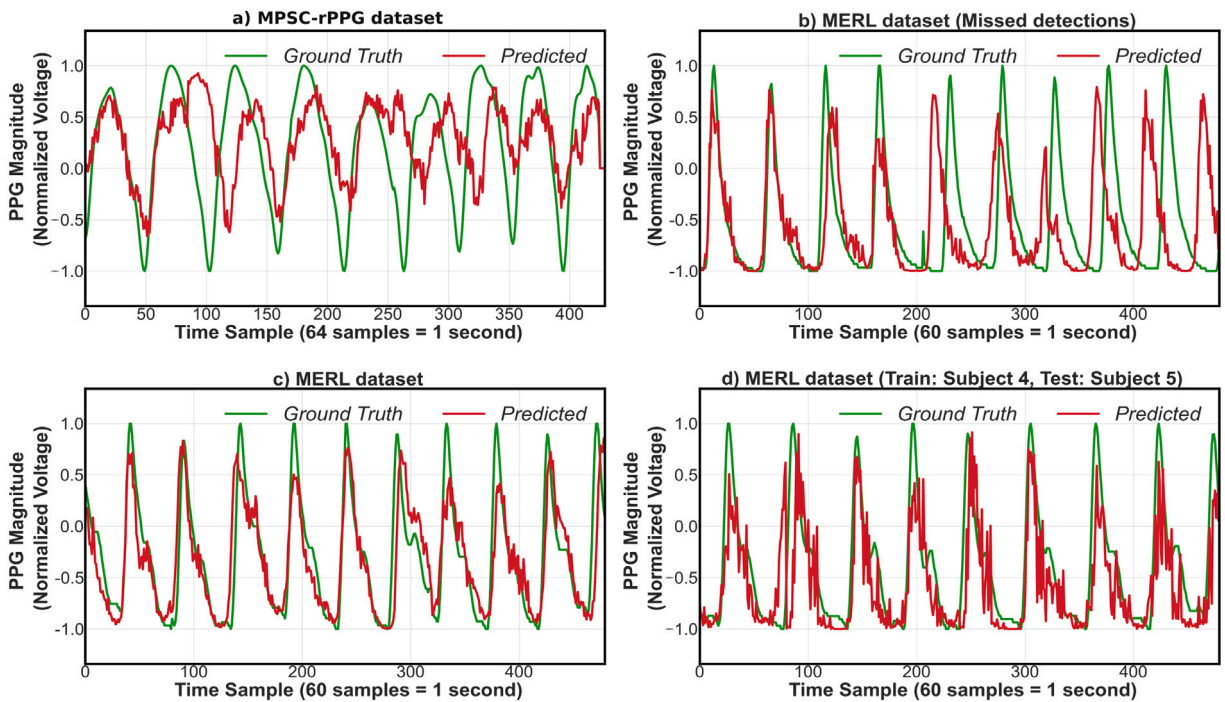 a) MPSC-rPPG dataset
Ground Truth
Predicted
PPG Magnitude
(Nommalized Voltage)
1.0
0.5
0.0
−0.5
−1.0
0 50 100 150 200 250 300 350 400
Time Sample (64 samples = 1 second)
b) MERL dataset (Missed detections)
Ground Truth
Predicted
PPG Magnitude
(Nommalized Voltage)
1.0
0.5
0.0
−0.5
−1.0
0 100 200 300 400
Time Sample (60 samples = 1 second)
c) MERL dataset
Ground Truth
Predicted
PPG Magnitude
(Nommalized Voltage)
1.0
0.5
0.0
-0.5
-1.0
0 100 200 300 400
Time Sample (60 samples = 1 second)
d) MERL dataset (Train: Subject 4, Test: Subject 5)
Ground Truth
Predicted
PPG Magnitude
(Nommalized Voltage)
1.0
0.5
0.0
−0.5
−1.0
0 100 200 300 400
Time Sample (60 samples = 1 second)